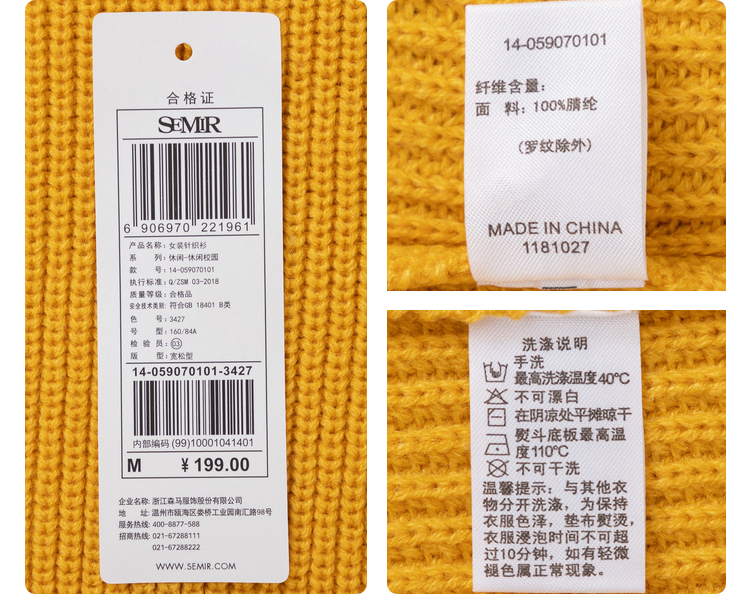 合格证
SEMIR
6 906970 221961
产品名称: 女装针织衫
系 列: 休闲-休闲校园
款 号: 14-059070101
执行标准: Q/ZSM 03-2018
质量等级: 合格品
安全技术类别: 符合GB 18401 B类
色 号: 3427
号 型: 160/84A
检 验 员: 03
版 型: 宽松型
14-059070101-3427
内部编码 (99)10001041401
M ¥199.00
企业名称: 浙江森马服饰股份有限公司
地 址: 温州市瓯海区娄桥工业园南汇路98号
服务热线: 400-8877-588
招商热线: 021-67288111
021-67288222
WWW.SEMIR.COM
14-059070101
纤维含量:
面 料: 100%腈纶
(罗纹除外)
MADE IN CHINA
1181027
洗涤说明
手洗
最高洗涤温度40℃
不可漂白
在阴凉处平摊晾干
熨斗底板最高温
度110℃
不可干洗
温馨提示: 与其他衣
物分开洗涤, 为保持
衣服色泽, 垫布熨烫,
衣服浸泡时间不可超
过10分钟, 如有轻微
褪色属正常现象.